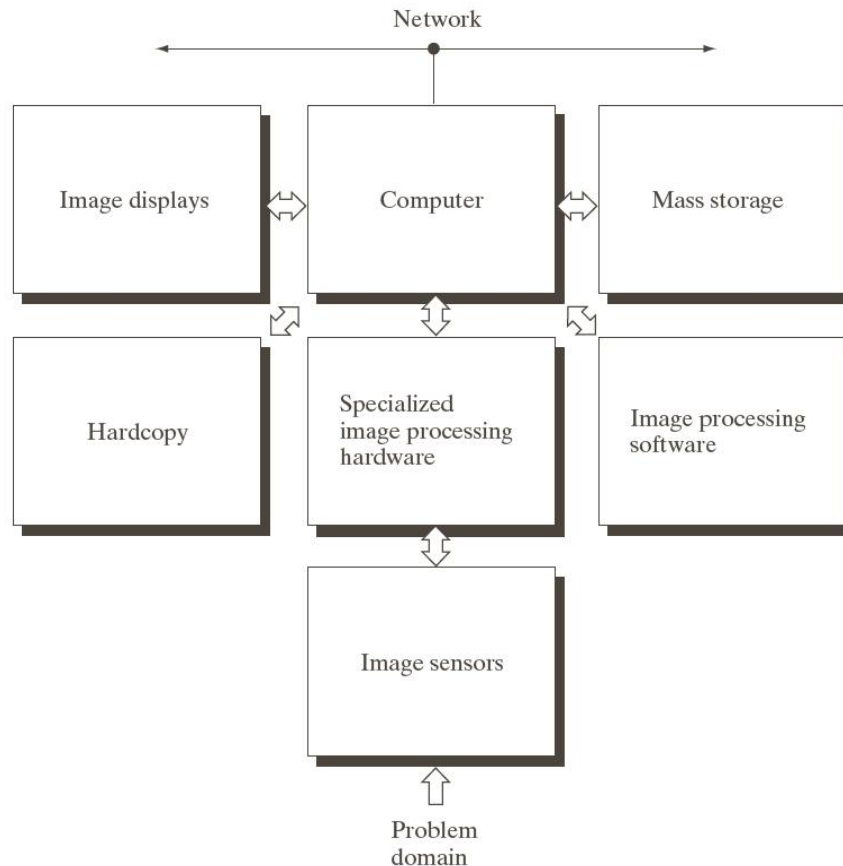 Network
Image displays
Computer
Mass storage
Hardcopy
Specialized
image processing
hardware
Image processing
software
Image sensors
Problem
domain